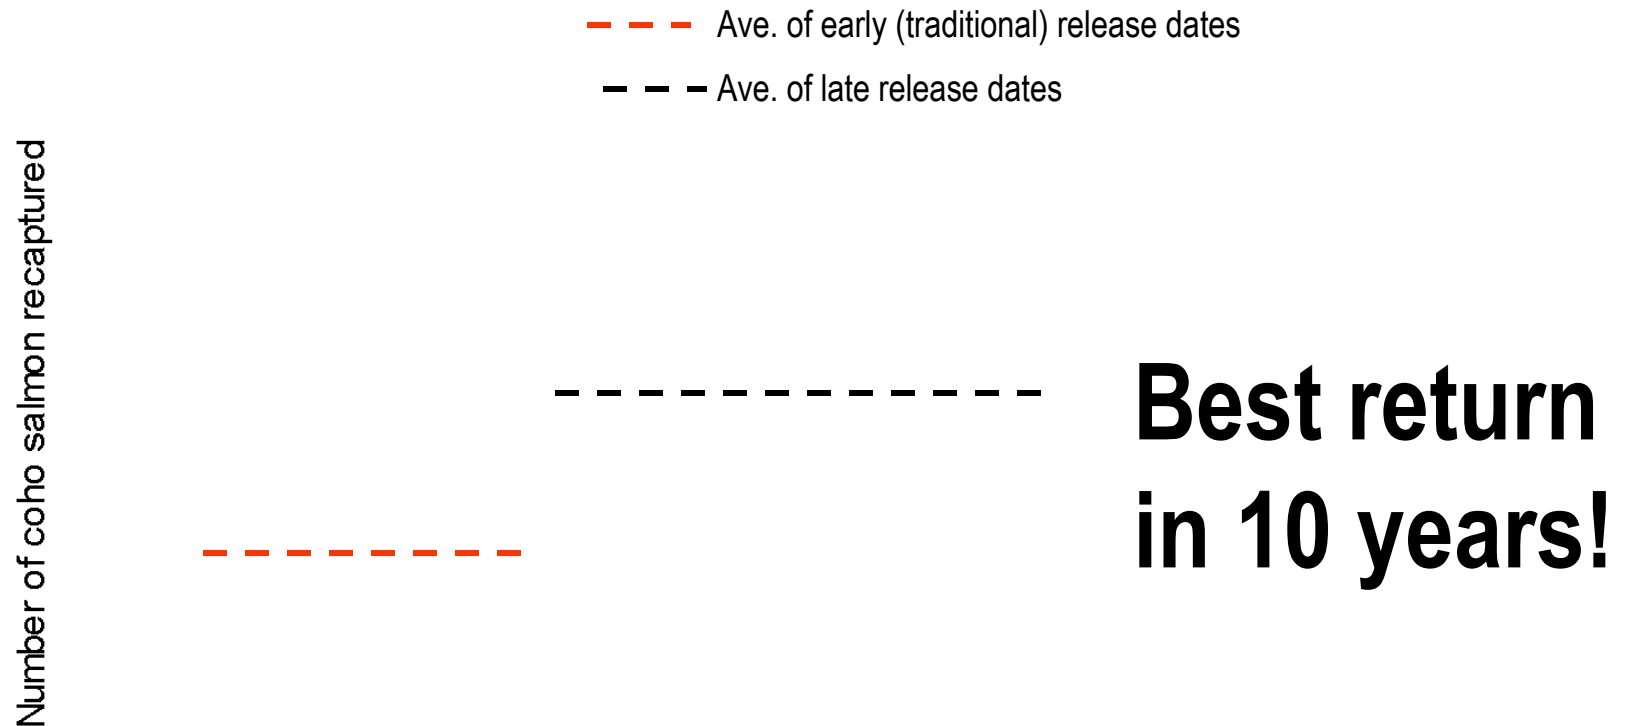 Ave. of early (traditional) release dates
Ave. of late release dates
Number of coho salmon recaptured
Best return
in 10 years!